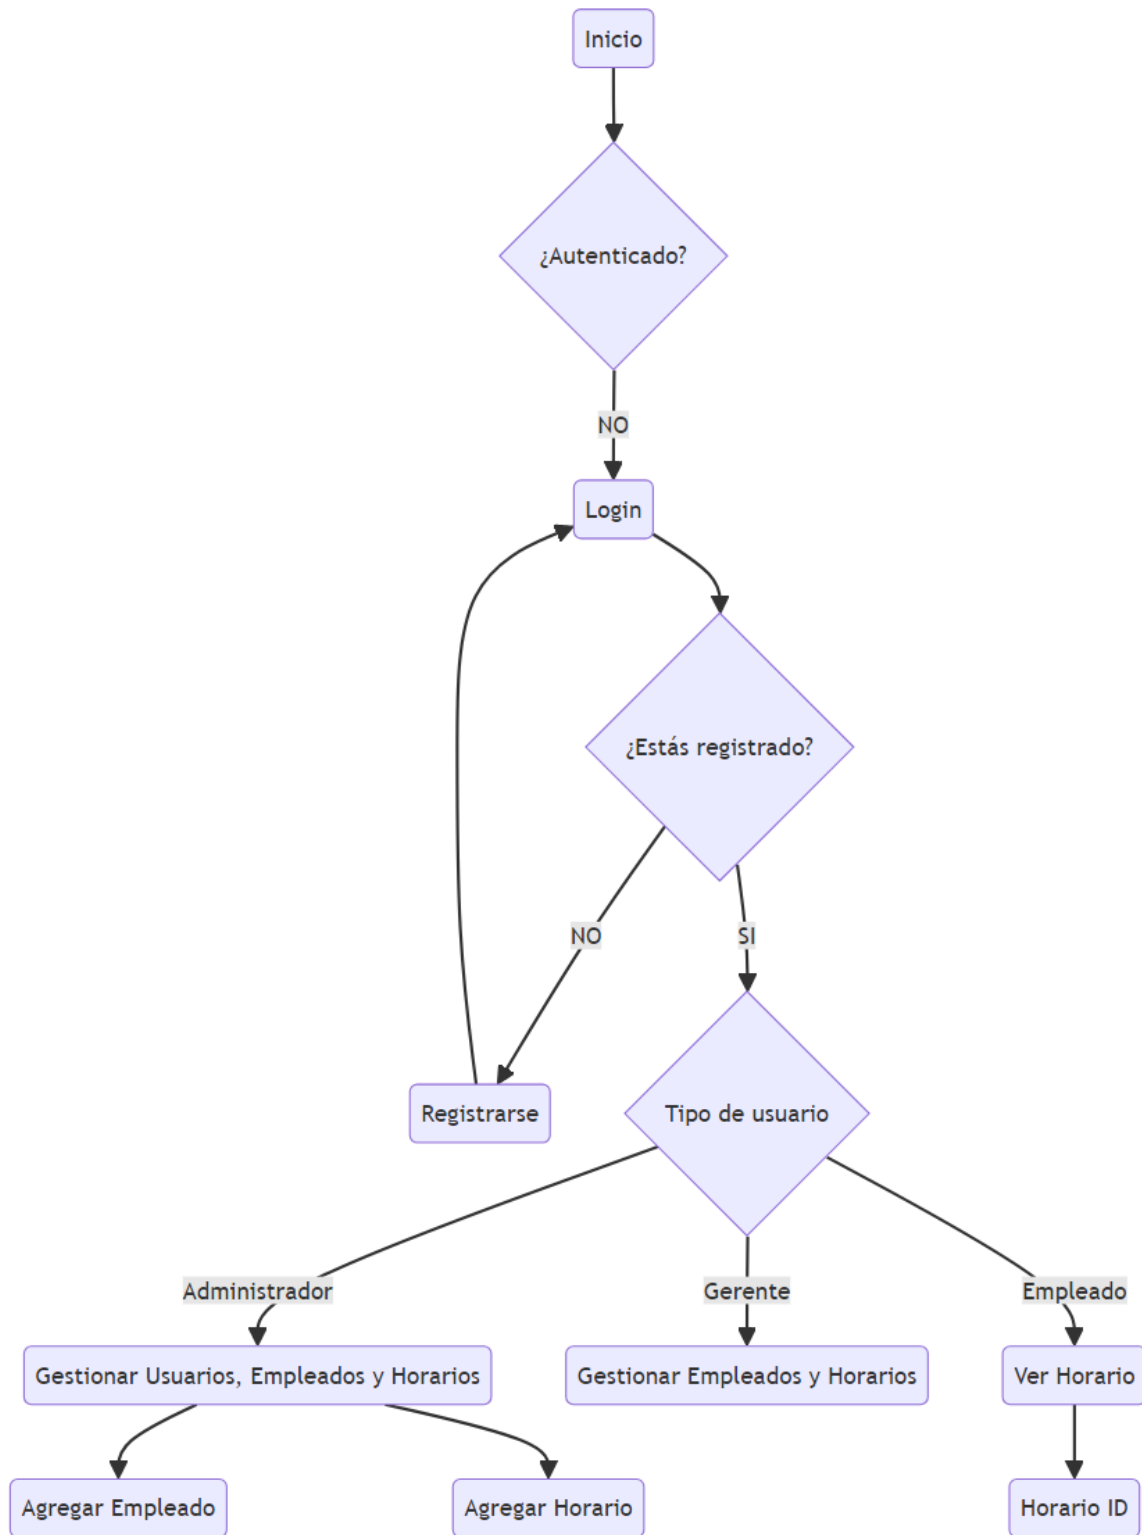 Inicio
¿Autenticado?
NO
Login
¿Estás registrado?
NO
SI
Registrarse
Tipo de usuario
Administrador
Gerente
Empleado
Gestionar Usuarios, Empleados y Horarios
Gestionar Empleados y Horarios
Ver Horario
Agregar Empleado
Agregar Horario
Horario ID